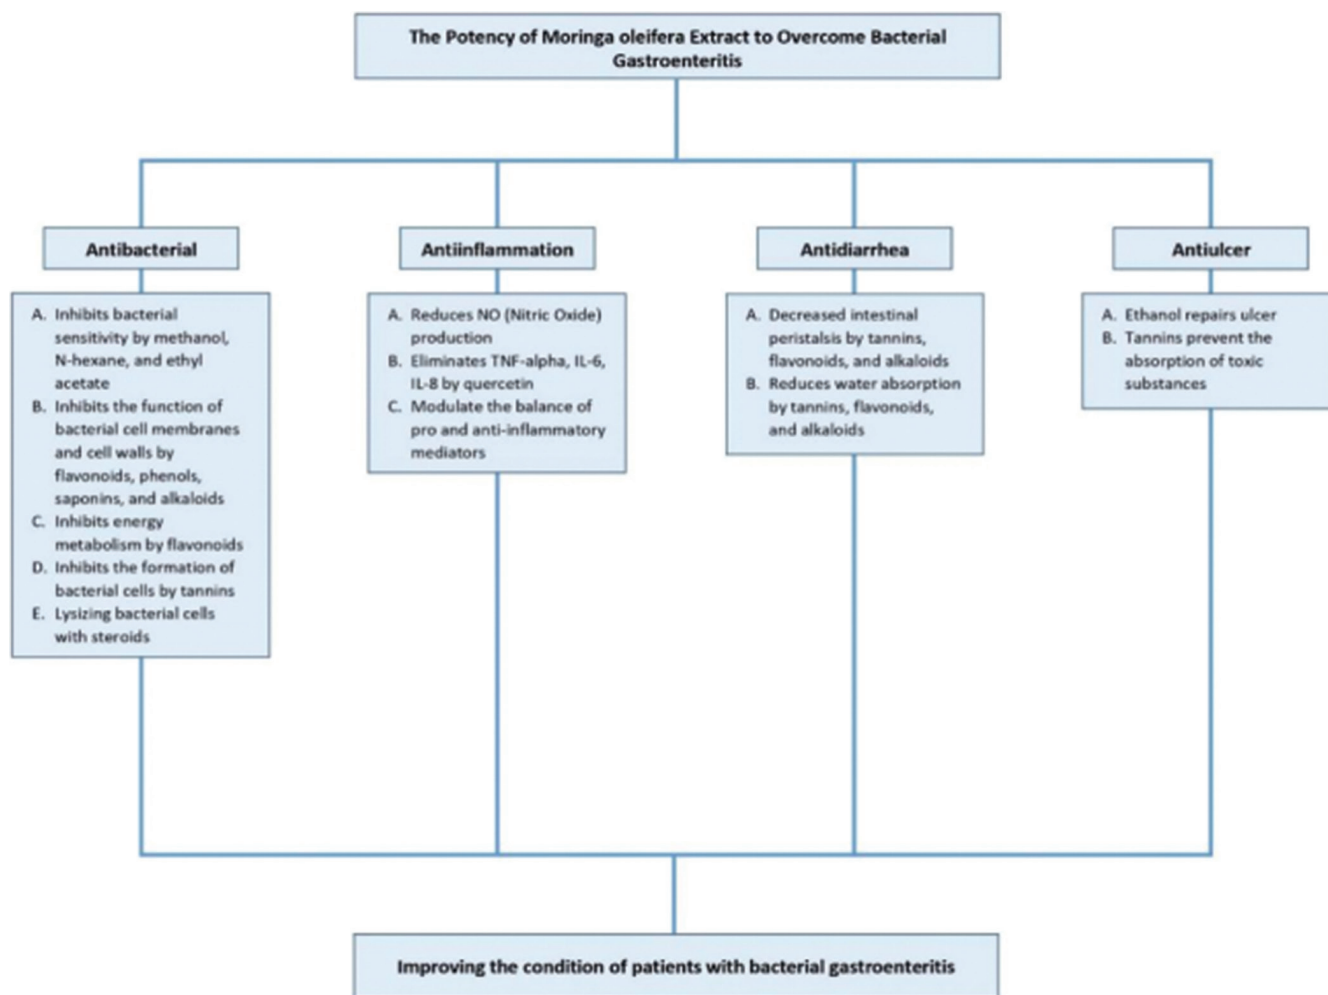 The Potency of Moringa oleifera Extract to Overcome Bacterial
Gastroenteritis
Antibacterial
A. Inhibits bacterial
sensitivity by methanol,
N-hexane, and ethyl
acetate
B. Inhibits the function of
bacterial cell membranes
and cell walls by
flavonoids, phenols,
saponins, and alkaloids
C. Inhibits energy
metabolism by flavonoids
D. Inhibits the formation of
bacterial cells by tannins
E. Lysizing bacterial cells
with steroids
Antiinflammation
A. Reduces NO (Nitric Oxide)
production
B. Eliminates TNF-alpha, IL-6,
IL-8 by quercetin
C. Modulate the balance of
pro and anti-inflammatory
mediators
Antidiarrhea
A. Decreased intestinal
peristalsis by tannins,
flavonoids, and alkaloids
B. Reduces water absorption
by tannins, flavonoids,
and alkaloids
Antiulcer
A. Ethanol repairs ulcer
B. Tannins prevent the
absorption of toxic
substances
Improving the condition of patients with bacterial gastroenteritis